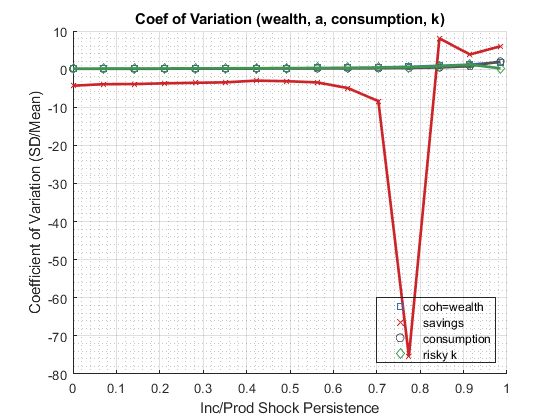 Coef of Variation (wealth, a, consumption, k)
10
0
-10
-20
-30
-40
-50
-60
-70
-80
Coefficient of Variation (SD/Mean)
coh=wealth
savings
consumption
risky k
0 0.1 0.2 0.3 0.4 0.5 0.6 0.7 0.8 0.9 1
Inc/Prod Shock Persistence